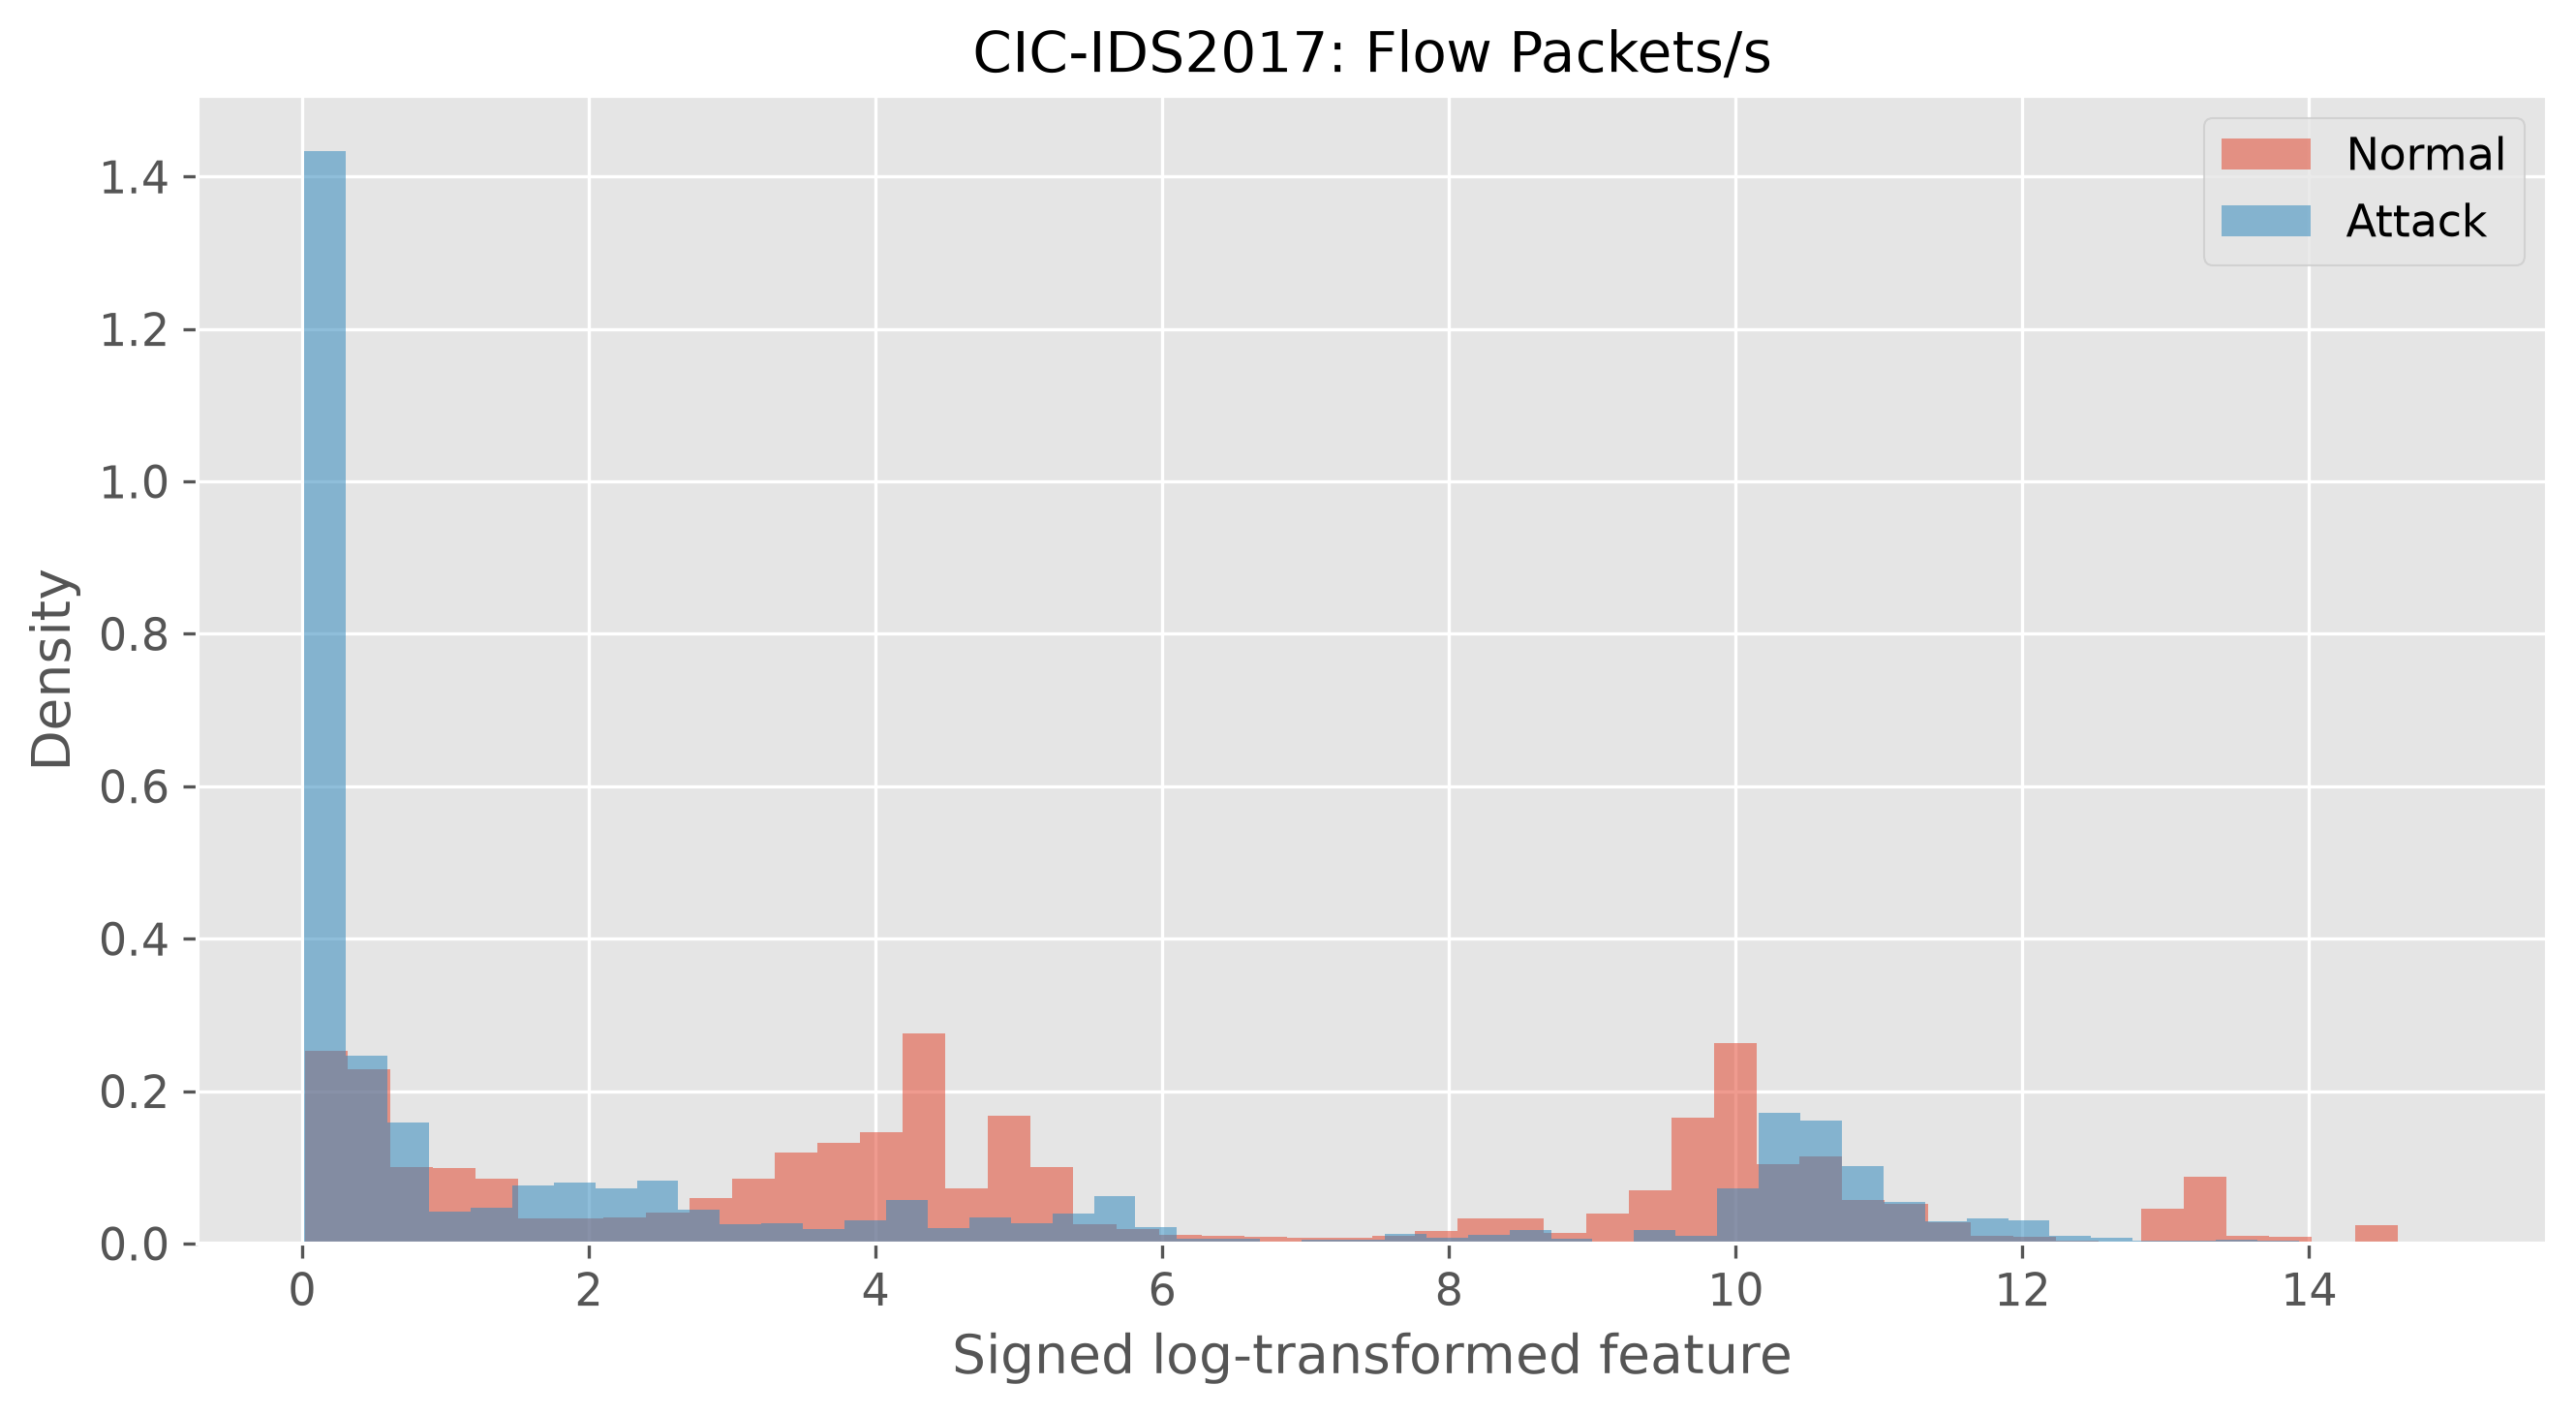 CIC-IDS2017: Flow Packets/s
Normal
Attack
Density
1.4
1.2
1.0
0.8
0.6
0.4
0.2
0.0
0 2 4 6 8 10 12 14
Signed log-transformed feature